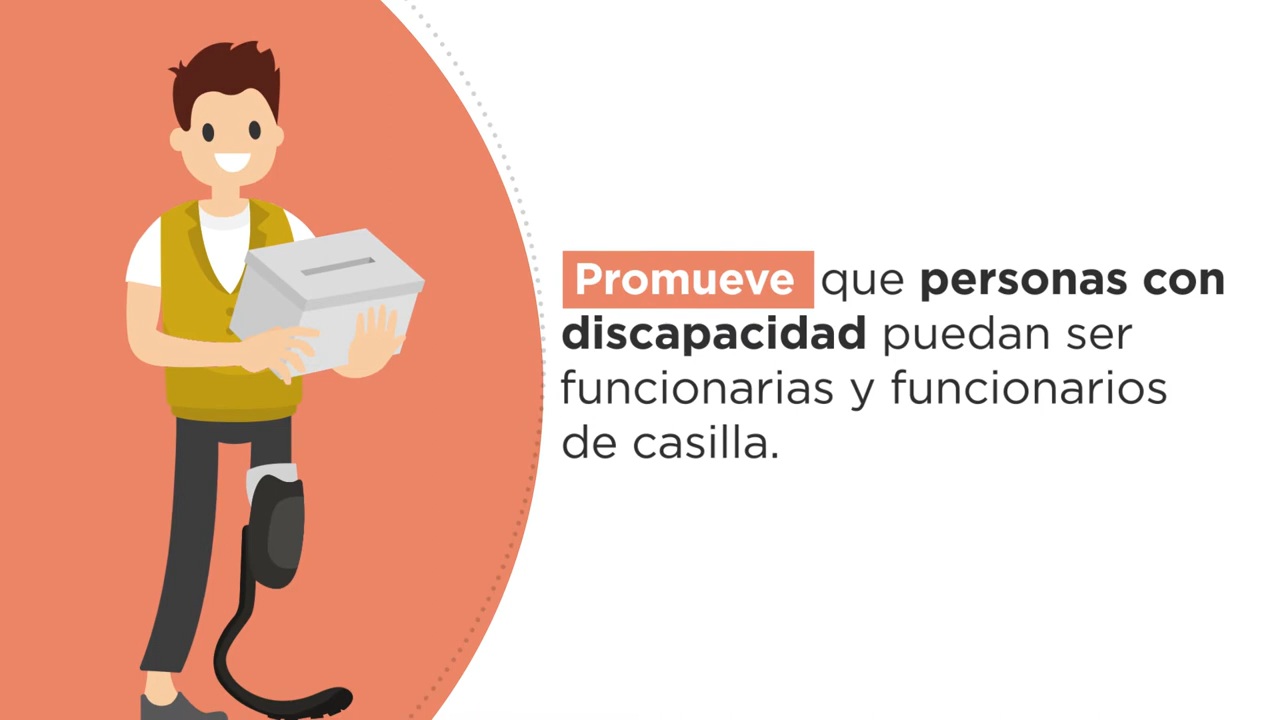 Promueve que personas con
discapacidad puedan ser
funcionarias y funcionarios
de casilla.